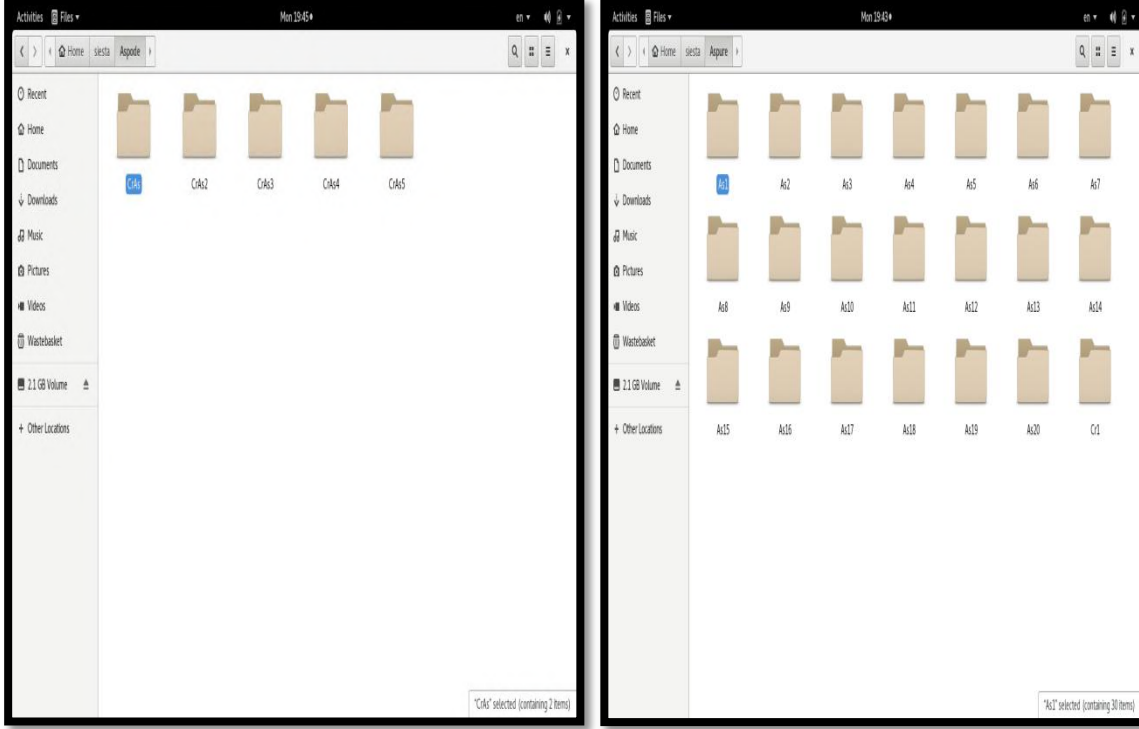 Activities Files ▾ Mon 19:45● en ▾
Home siesta Aspode
Recent
Home
Documents
Downloads
Music
Pictures
Videos
Wastebasket
2.1 GB Volume
+ Other Locations
CrAs CrAs2 CrAs3 CrAs4 CrAs5
"CrAs" selected (containing 2 items)
Activities Files ▾ Mon 19:43● en ▾
Home siesta Aspure
Recent
Home
Documents
Downloads
Music
Pictures
Videos
Wastebasket
2.1 GB Volume
+ Other Locations
As1 As2 As3 As4 As5 As6 As7
As8 As9 As10 As11 As12 As13 As14
As15 As16 As17 As18 As19 As20 Cr1
"As1" selected (containing 30 items)